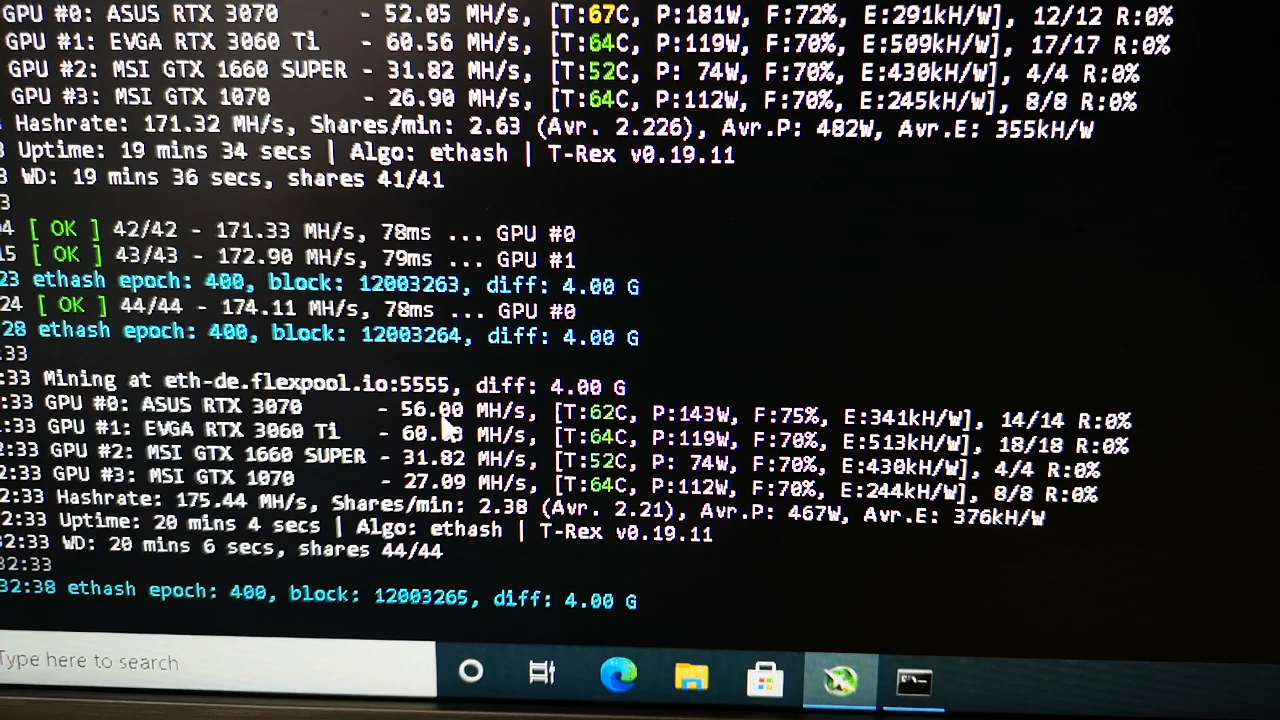 GPU #0: ASUS RTX 3070 - 52.05 MH/s, [T:67C, P:181W, F:72%, E:291kH/W], 12/12 R:0%
GPU #1: EVGA RTX 3060 Ti - 60.56 MH/s, [T:64C, P:119W, F:70%, E:509kH/W], 17/17 R:0%
GPU #2: MSI GTX 1660 SUPER - 31.82 MH/s, [T:52C, P: 74W, F:70%, E:430kH/W], 4/4 R:0%
GPU #3: MSI GTX 1070 - 26.90 MH/s, [T:64C, P:112W, F:70%, E:245kH/W], 8/8 R:0%
Hashrate: 171.32 MH/s, Shares/min: 2.63 (Avr. 2.226), Avr.P: 482W, Avr.E: 355kH/W
Uptime: 19 mins 34 secs | Algo: ethash | T-Rex v0.19.11
3 WD: 19 mins 36 secs, shares 41/41
3
4 [ OK ] 42/42 - 171.33 MH/s, 78ms ... GPU #0
15 [ OK ] 43/43 - 172.90 MH/s, 79ms ... GPU #1
23 ethash epoch: 400, block: 12003263, diff: 4.00 G
24 [ OK ] 44/44 - 174.11 MH/s, 78ms ... GPU #0
28 ethash epoch: 400, block: 12003264, diff: 4.00 G
:33
:33 Mining at eth-de.flexpool.io:5555, diff: 4.00 G
:33 GPU #0: ASUS RTX 3070 - 56.00 MH/s, [T:62C, P:143W, F:75%, E:341kH/W], 14/14 R:0%
:33 GPU #1: EVGA RTX 3060 Ti - MH/s, [T:64C, P:119W, F:70%, E:513kH/W], 18/18 R:0%
2:33 GPU #2: MSI GTX 1660 SUPER - 31.82 MH/s, [T:52C, P: 74W, F:70%, E:430kH/W], 4/4 R:0%
2:33 GPU #3: MSI GTX 1070 - 27.09 MH/s, [T:64C, P:112W, F:70%, E:244kH/W], 8/8 R:0%
2:33 Hashrate: 175.44 MH/s, Shares/min: 2.38 (Avr. 2.21), Avr.P: 467W, Avr.E: 376kH/W
2:33 Uptime: 20 mins 4 secs | Algo: ethash | T-Rex v0.19.11
32:33 WD: 20 mins 6 secs, shares 44/44
32:33
32:38 ethash epoch: 400, block: 12003265, diff: 4.00 G
Type here to search